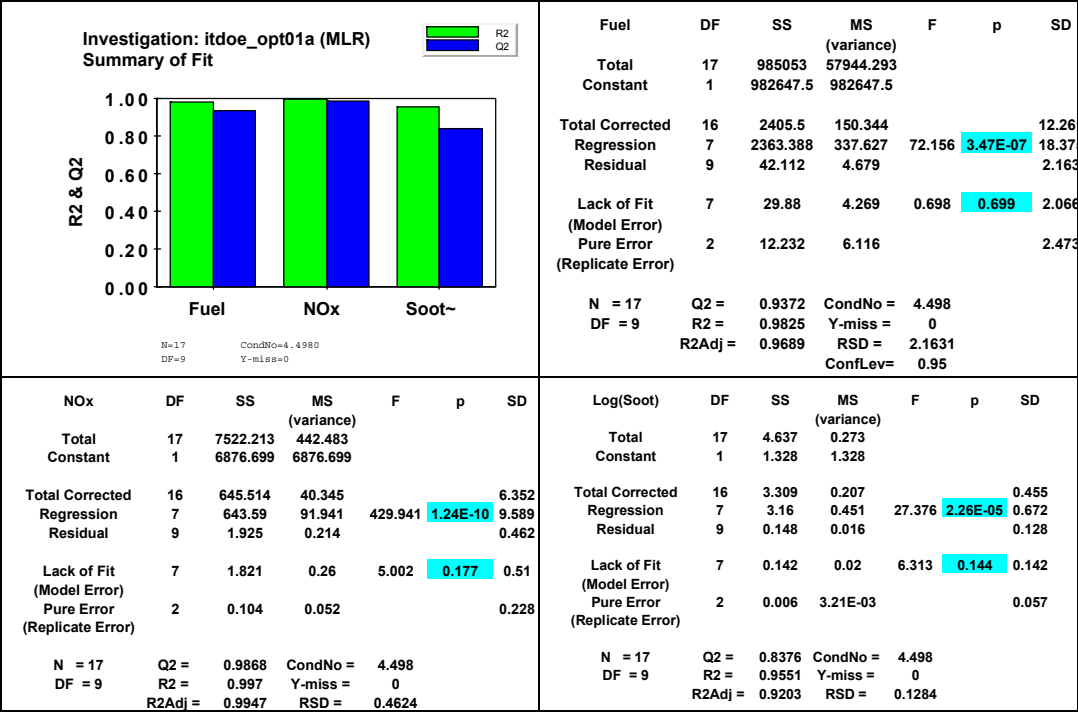 Investigation: itdoe_opt01a (MLR)
Summary of Fit
R2
Q2
R2 & Q2
1.00
0.80
0.60
0.40
0.20
0.00
Fuel NOx Soot~
N=17 CondNo=4.4980
DF=9 Y-miss=0
Fuel DF SS MS F p SD
(variance)
Total 17 985053 57944.293
Constant 1 982647.5 982647.5
Total Corrected 16 2405.5 150.344 12.26
Regression 7 2363.388 337.627 72.156 3.47E-07 18.37
Residual 9 42.112 4.679 2.163
Lack of Fit 7 29.88 4.269 0.698 0.699 2.066
(Model Error)
Pure Error 2 12.232 6.116 2.473
(Replicate Error)
N = 17 Q2 = 0.9372 CondNo = 4.498
DF = 9 R2 = 0.9825 Y-miss = 0
R2Adj = 0.9689 RSD = 2.1631
ConfLev= 0.95
NOx DF SS MS F p SD
(variance)
Total 17 7522.213 442.483
Constant 1 6876.699 6876.699
Total Corrected 16 645.514 40.345 6.352
Regression 7 643.59 91.941 429.941 1.24E-10 9.589
Residual 9 1.925 0.214 0.462
Lack of Fit 7 1.821 0.26 5.002 0.177 0.51
(Model Error)
Pure Error 2 0.104 0.052 0.228
(Replicate Error)
N = 17 Q2 = 0.9868 CondNo = 4.498
DF = 9 R2 = 0.997 Y-miss = 0
R2Adj = 0.9947 RSD = 0.4624
Log(Soot) DF SS MS F p SD
(variance)
Total 17 4.637 0.273
Constant 1 1.328 1.328
Total Corrected 16 3.309 0.207 0.455
Regression 7 3.16 0.451 27.376 2.26E-05 0.672
Residual 9 0.148 0.016 0.128
Lack of Fit 7 0.142 0.02 6.313 0.144 0.142
(Model Error)
Pure Error 2 0.006 3.21E-03 0.057
(Replicate Error)
N = 17 Q2 = 0.8376 CondNo = 4.498
DF = 9 R2 = 0.9551 Y-miss = 0
R2Adj = 0.9203 RSD = 0.1284